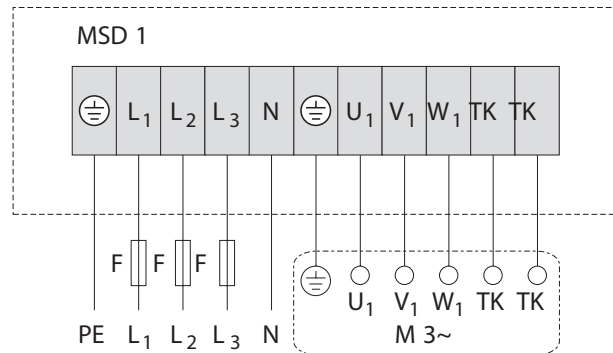 MSD 1
L1 L2 L3 N U1 V1 W1 TK TK
F F F
U1 V1 W1 TK TK
PE L1 L2 L3 N M 3~